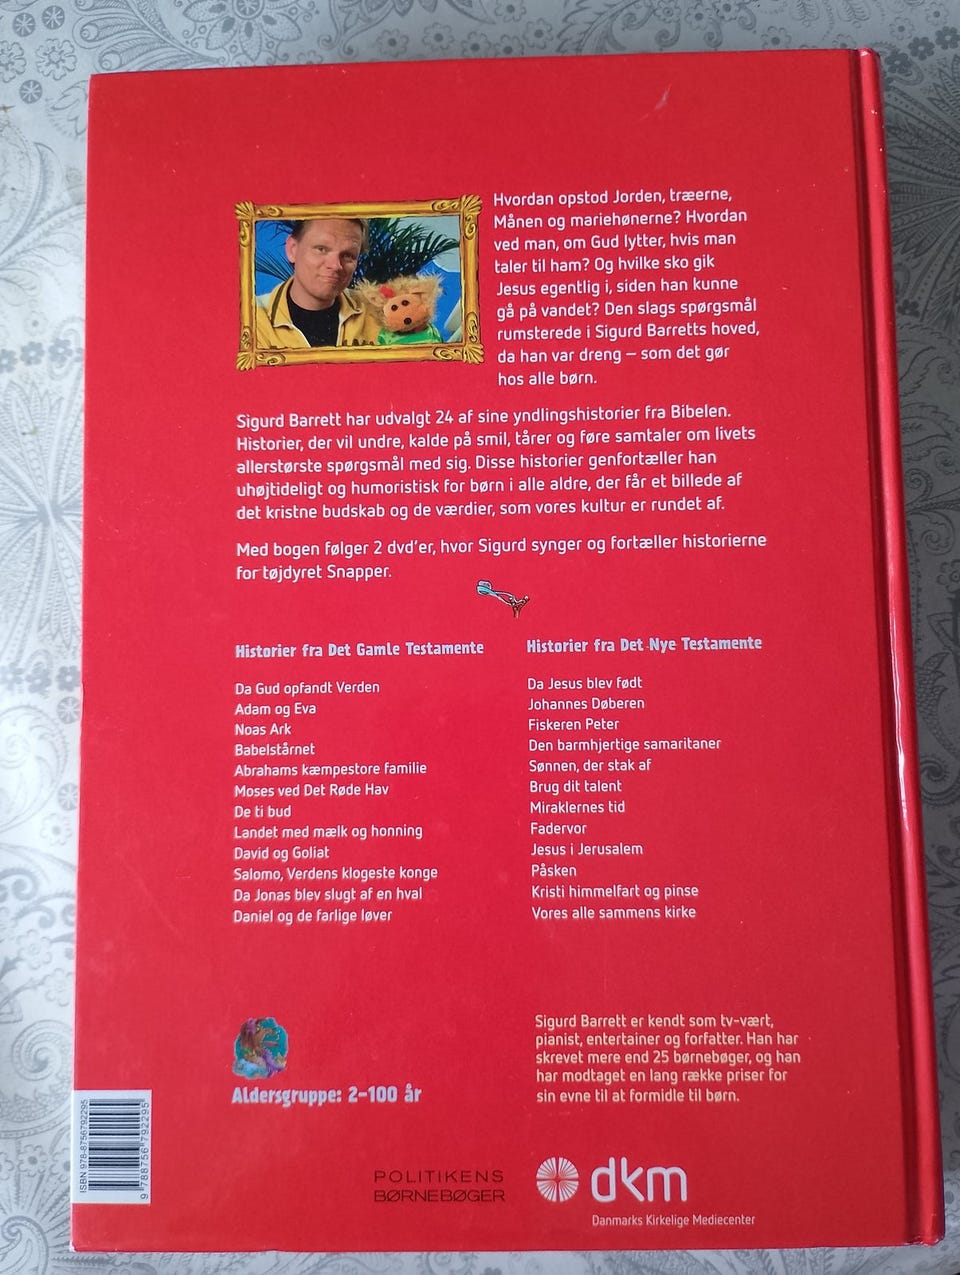 Hvordan opstod Jorden, træerne,
Månen og mariehønerne? Hvordan
ved man, om Gud lytter, hvis man
taler til ham? Og hvilke sko gik
Jesus egentlig i, siden han kunne
gå på vandet? Den slags spørgsmål
rumsterede i Sigurd Barretts hoved,
da han var dreng – som det gør
hos alle børn.
Sigurd Barrett har udvalgt 24 af sine yndlingshistorier fra Bibelen.
Historier, der vil undre, kalde på smil, tårer og føre samtaler om livets
allerstørste spørgsmål med sig. Disse historier genfortæller han
uhøjtideligt og humoristisk for børn i alle aldre, der får et billede af
det kristne budskab og de værdier, som vores kultur er rundet af.
Med bogen følger 2 dvd'er, hvor Sigurd synger og fortæller historierne
for tøjdyret Snapper.
Historier fra Det Gamle Testamente
Da Gud opfandt Verden
Adam og Eva
Noas Ark
Babelstårnet
Abrahams kæmpestore familie
Moses ved Det Røde Hav
De ti bud
Landet med mælk og honning
David og Goliat
Salomo, Verdens klogeste konge
Da Jonas blev slugt af en hval
Daniel og de farlige løver
Historier fra Det Nye Testamente
Da Jesus blev født
Johannes Døberen
Fiskeren Peter
Den barmhjertige samaritaner
Sønnen, der stak af
Brug dit talent
Miraklernes tid
Fadervor
Jesus i Jerusalem
Påsken
Kristi himmelfart og pinse
Vores alle sammens kirke
Aldersgruppe: 2-100 år
Sigurd Barrett er kendt som tv-vært,
pianist, entertainer og forfatter. Han har
skrevet mere end 25 børnebøger, og han
har modtaget en lang række priser for
sin evne til at formidle til børn.
ISBN 978-8756792295
9 788756 792295
POLITIKENS
BØRNEBØGER
dkm
Danmarks Kirkelige Mediecenter